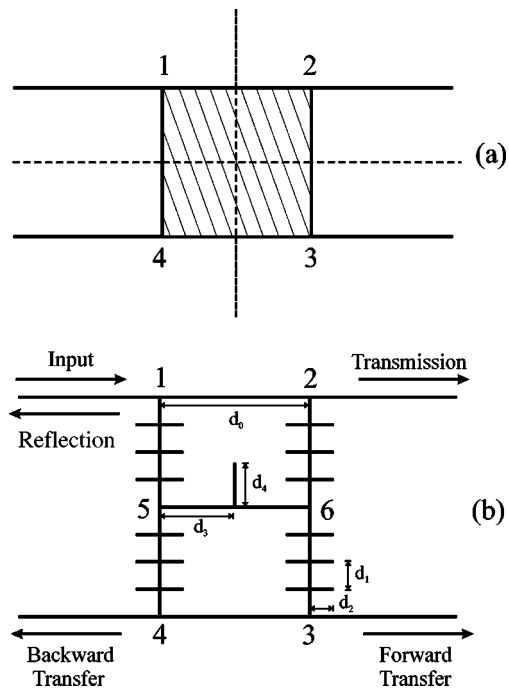 1 2
(a)
4 3
Input 1 2 Transmission
Reflection d₀
d₄
5 6 (b)
d₃
d₁
d₂
4 3
Backward Transfer
Forward Transfer